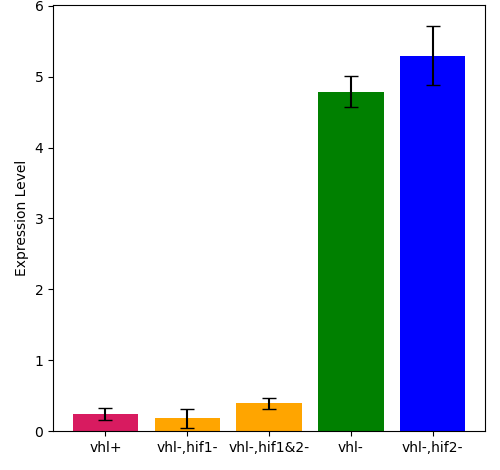 6
5
4
3
2
1
0
Expression Level
vhl+
vhl-,hif1-
vhl-,hif1&2-
vhl-
vhl-,hif2-